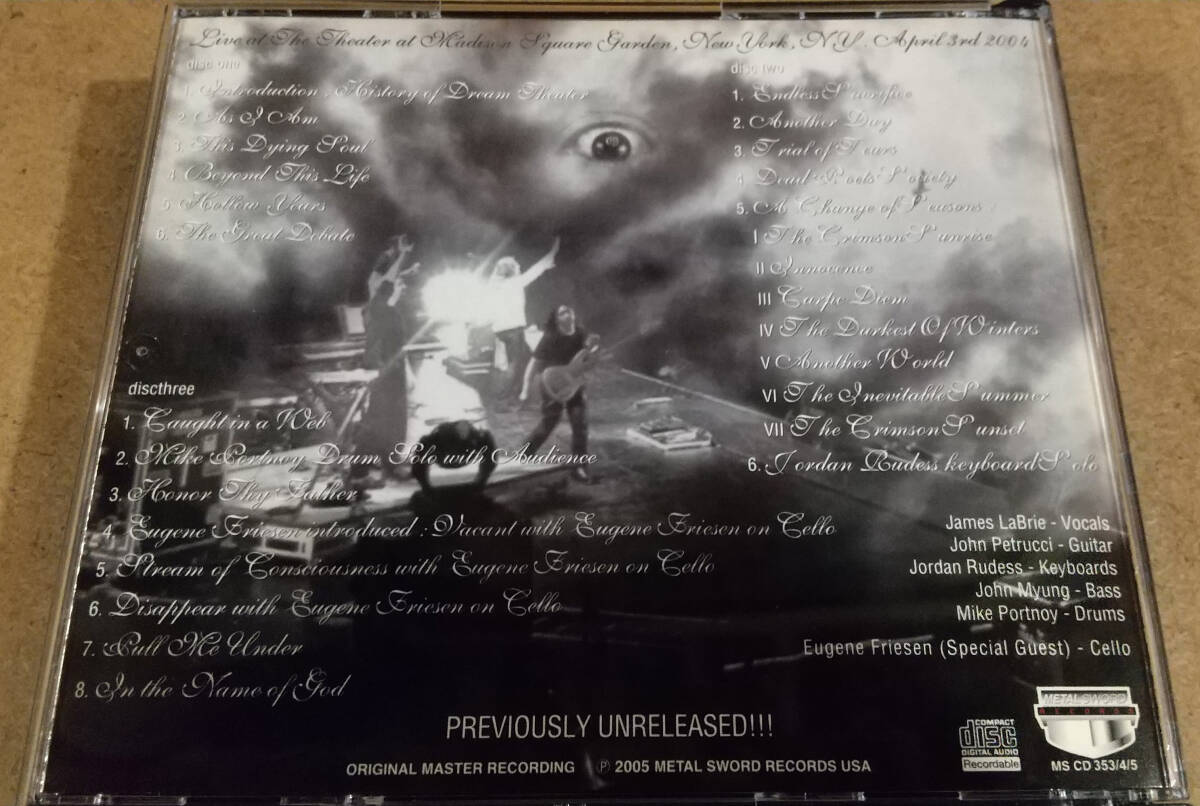 Live at The Theater at Madison Square Garden, New York, NY. April 3rd 2004
disc one
1. Introduction, History of Dream Theater
2. As I Am
3. This Dying Soul
4. Beyond This Life
5. Hollow Years
6. The Great Debate
disc two
1. Endless Sacrifice
2. Another Day
3. Trial of Tears
4. Dead Poets Society
5. A Change of Seasons :
I The Crimson Sunrise
II Innocence
III Carpe Diem
IV The Darkest Of Winters
V Another World
VI The Inevitable Summer
VII The Crimson Sunset
6. Jordan Rudess keyboard Solo
discthree
1. Caught in a Web
2. Mike Portnoy Drum Solo with Audience
3. Honor Thy Father
4. Eugene Friesen introduced : Vacant with Eugene Friesen on Cello
5. Stream of Consciousness with Eugene Friesen on Cello
6. Disappear with Eugene Friesen on Cello
7. Pull Me Under
8. In the Name of God
James LaBrie - Vocals
John Petrucci - Guitar
Jordan Rudess - Keyboards
John Myung - Bass
Mike Portnoy - Drums
Eugene Friesen (Special Guest) - Cello
PREVIOUSLY UNRELEASED!!!
ORIGINAL MASTER RECORDING ℗ 2005 METAL SWORD RECORDS USA
COMPACT
disc
DIGITAL AUDIO
Recordable
METAL SWORD
RECORDS
MS CD 353/4/5